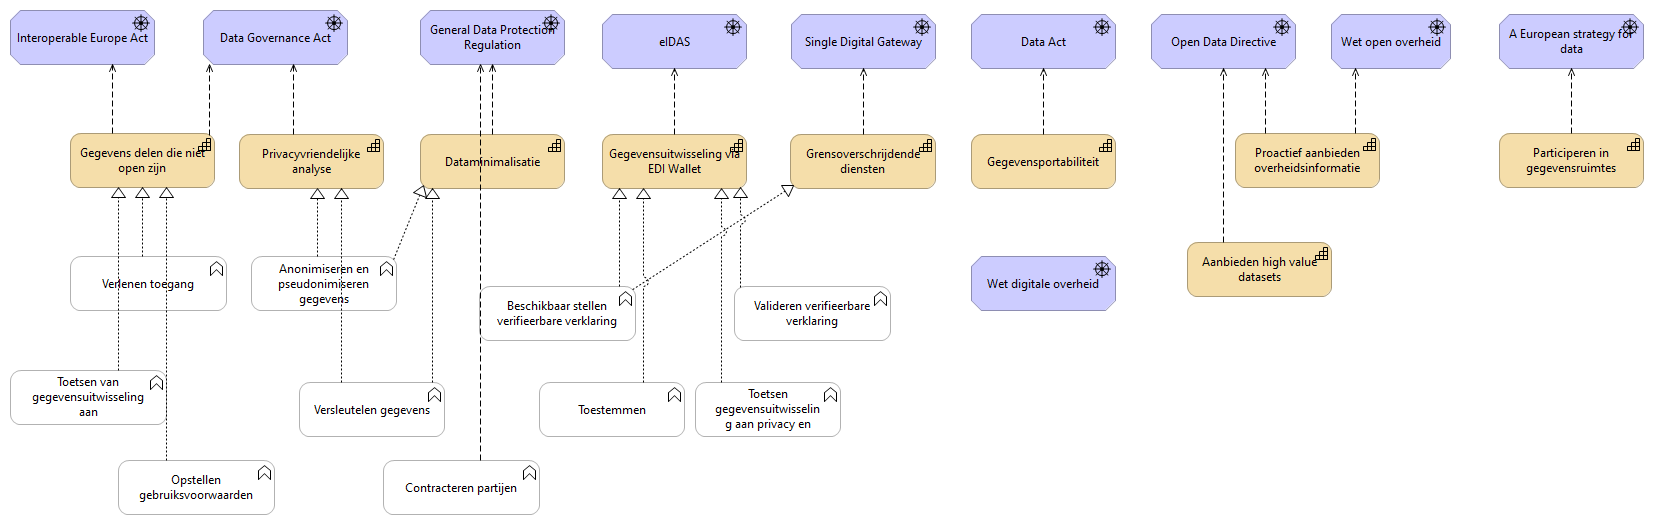 Interoperable Europe Act
Data Governance Act
General Data Protection
Regulation
eIDAS
Single Digital Gateway
Data Act
Open Data Directive
Wet open overheid
A European strategy for
data
Gegevens delen die niet
open zijn
Privacyvriendelijke
analyse
Dataminimalisatie
Gegevensuitwisseling via
EDI Wallet
Grensoverschrijdende
diensten
Gegevensportabiliteit
Proactief aanbieden
overheidsinformatie
Participeren in
gegevensruimtes
Verlenen toegang
Anonimiseren en
pseudonimiseren
gegevens
Beschikbaar stellen
verifieerbare verklaring
Valideren verifieerbare
verklaring
Wet digitale overheid
Aanbieden high value
datasets
Toetsen van
gegevensuitwisseling
aan
Versleutelen gegevens
Toestemmen
Toetsen
gegevensuitwisselin
g aan privacy en
Opstellen
gebruiksvoorwaarden
Contracteren partijen